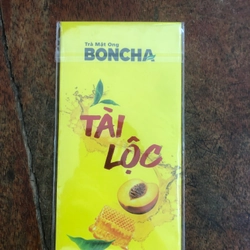 Trà Mật Ong
BONCHA
TÀI
LỘC